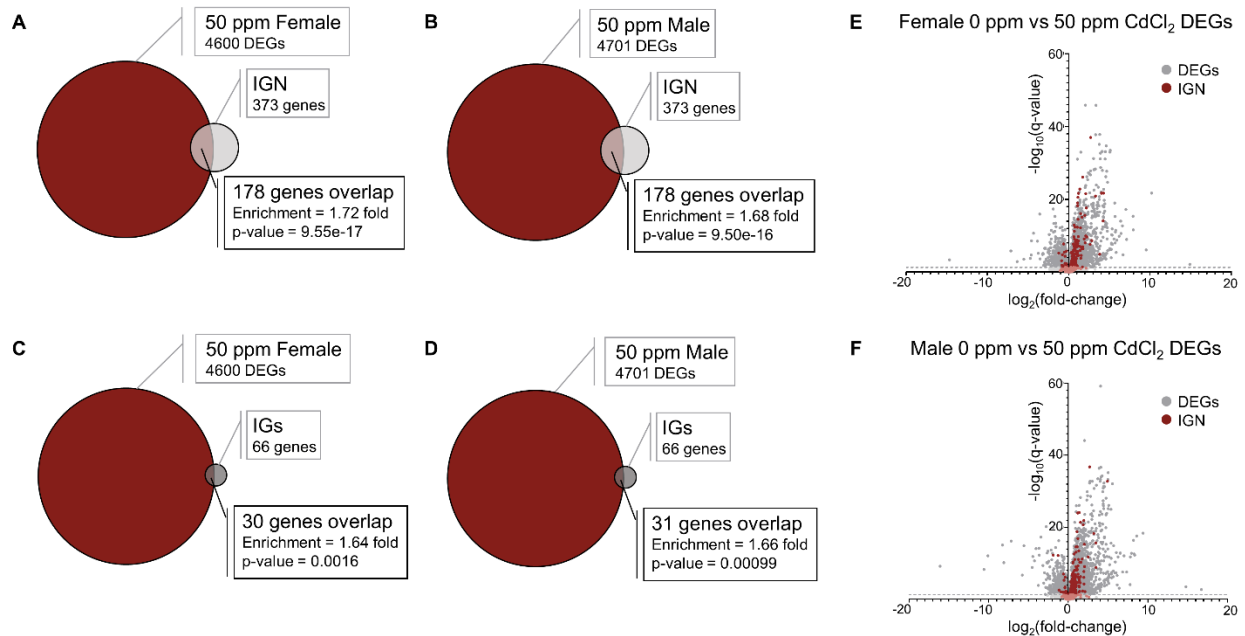 A
50 ppm Female
4600 DEGs
IGN
373 genes
178 genes overlap
Enrichment = 1.72 fold
p-value = 9.55e-17
B
50 ppm Male
4701 DEGs
IGN
373 genes
178 genes overlap
Enrichment = 1.68 fold
p-value = 9.50e-16
E
Female 0 ppm vs 50 ppm CdCl₂ DEGs
DEGs
IGN
-log₁₀(q-value)
60
40
20
-20
-10
0
10
20
log₂(fold-change)
C
50 ppm Female
4600 DEGs
IGs
66 genes
30 genes overlap
Enrichment = 1.64 fold
p-value = 0.0016
D
50 ppm Male
4701 DEGs
IGs
66 genes
31 genes overlap
Enrichment = 1.66 fold
p-value = 0.00099
F
Male 0 ppm vs 50 ppm CdCl₂ DEGs
DEGs
IGN
-log₁₀(q-value)
60
40
20
-20
-10
0
10
20
log₂(fold-change)